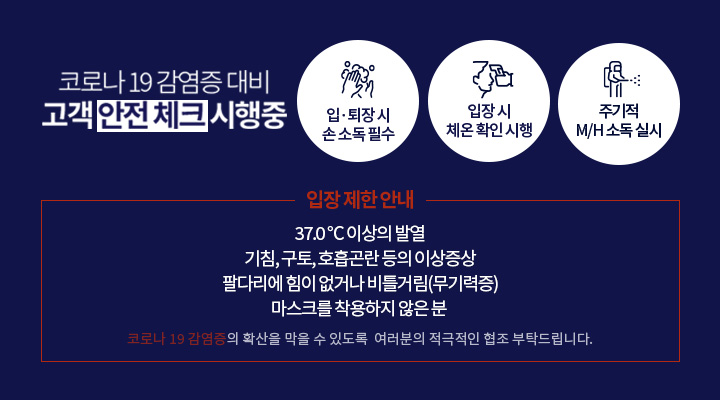 코로나 19 감염증 대비
고객 안전 체크 시행중
입·퇴장 시
손 소독 필수
입장 시
체온 확인 시행
주기적
M/H 소독 실시
입장 제한 안내
37.0 ℃ 이상의 발열
기침, 구토, 호흡곤란 등의 이상증상
팔다리에 힘이 없거나 비틀거림(무기력증)
마스크를 착용하지 않은 분
코로나 19 감염증의 확산을 막을 수 있도록 여러분의 적극적인 협조 부탁드립니다.